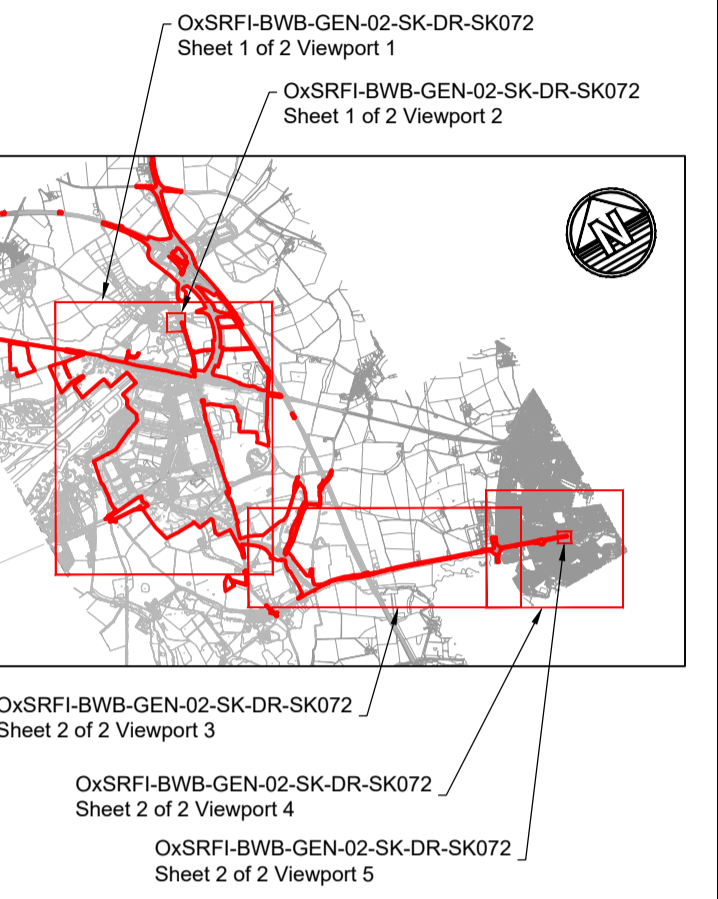 OxSRFI-BWB-GEN-02-SK-DR-SK072
Sheet 1 of 2 Viewport 1
OxSRFI-BWB-GEN-02-SK-DR-SK072
Sheet 1 of 2 Viewport 2
N
OxSRFI-BWB-GEN-02-SK-DR-SK072
Sheet 2 of 2 Viewport 3
OxSRFI-BWB-GEN-02-SK-DR-SK072
Sheet 2 of 2 Viewport 4
OxSRFI-BWB-GEN-02-SK-DR-SK072
Sheet 2 of 2 Viewport 5